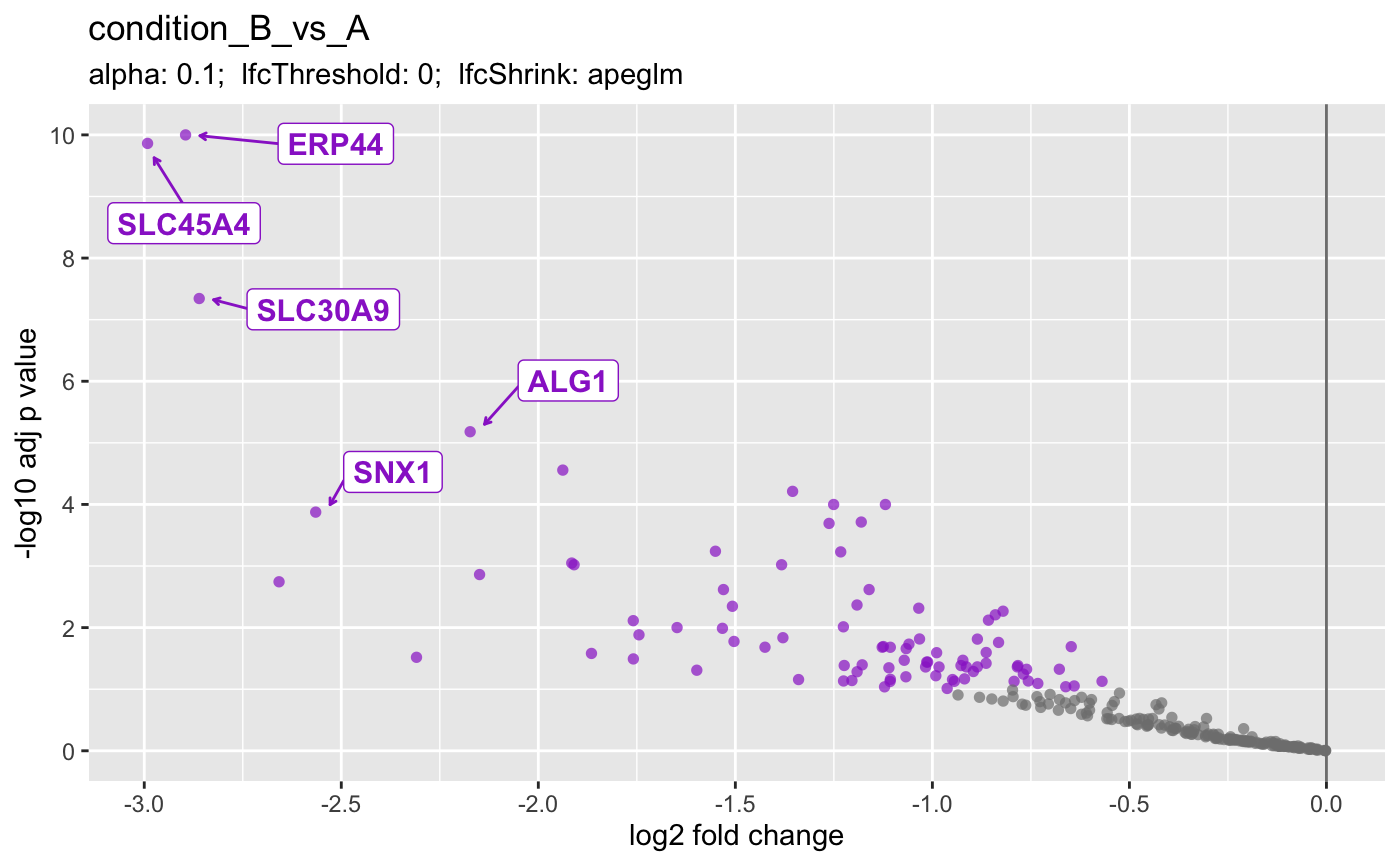 condition_B_vs_A
alpha: 0.1;  lfcThreshold: 0;  lfcShrink: apeglm
10
8
6
4
2
0
-log10 adj p value
ERP44
SLC45A4
SLC30A9
ALG1
SNX1
-3.0
-2.5
-2.0
-1.5
-1.0
-0.5
0.0
log2 fold change